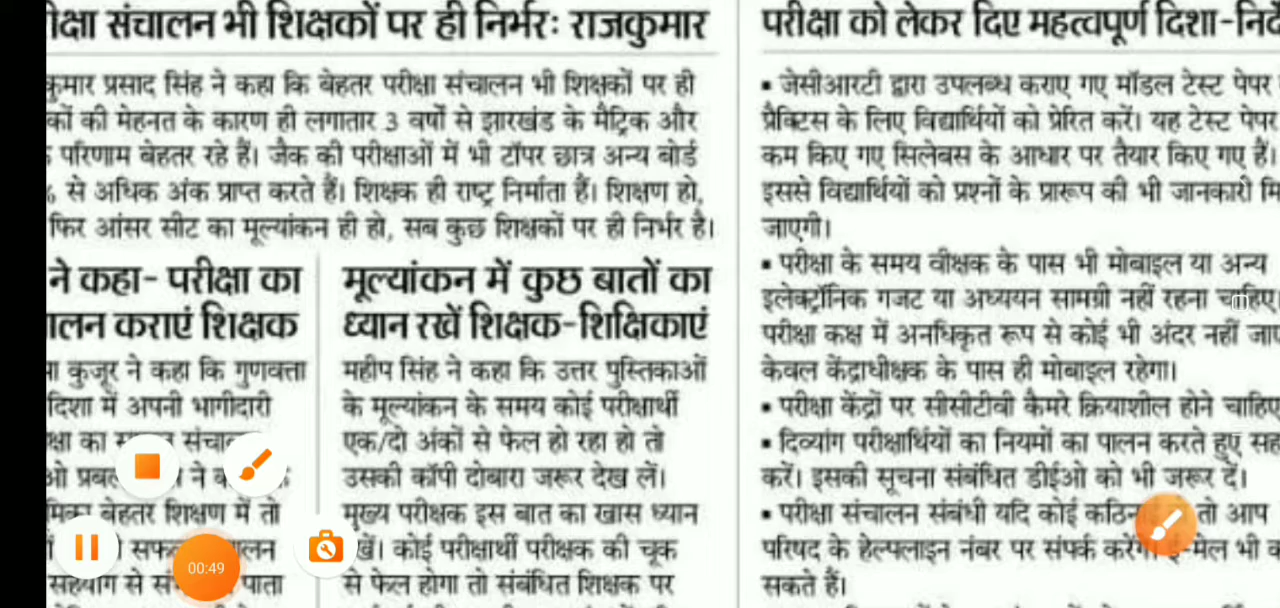 संचालन भी शिक्षकों पर ही निर्भरः राजकुमार
कुमार प्रसाद सिंह ने कहा कि बेहतर परीक्षा संचालन भी शिक्षकों पर ही
की मेहनत के कारण ही लगातार 3 वर्षों से झारखंड के मैट्रिक और
परिणाम बेहतर रहे हैं। जैक की परीक्षाओं में भी टॉपर छात्र अन्य बोर्ड
से अधिक अंक प्राप्त करते हैं। शिक्षक ही राष्ट्र निर्माता हैं। शिक्षण हो,
फिर आंसर सीट का मूल्यांकन ही हो, सब कुछ शिक्षकों पर ही निर्भर है।
ने कहा- परीक्षा का
कराएं शिक्षक
कुजूर ने कहा कि गुणवत्ता
दिशा में अपनी भागीदारी
का
ने
बेहतर शिक्षण में तो
सहयोग से पाता
मूल्यांकन में कुछ बातों का
ध्यान रखें शिक्षक-शिक्षिकाएं
महीप सिंह ने कहा कि उत्तर पुस्तिकाओं
के मूल्यांकन के समय कोई परीक्षार्थी
एक/दो अंकों से फेल हो रहा हो तो
उसकी कॉपी दोबारा जरूर देख लें।
मुख्य परीक्षक इस बात का खास ध्यान
कोई परीक्षार्थी परीक्षक की चूक
से फेल होगा तो संबंधित शिक्षक पर
परीक्षा को लेकर दिए महत्वपूर्ण
▪ जेसीआरटी द्वारा उपलब्ध कराए गए मॉडल टेस्ट पेपर
प्रैक्टिस के लिए विद्यार्थियों को प्रेरित करें। यह टेस्ट पेपर
कम किए गए सिलेबस के आधार पर तैयार किए गए हैं।
इससे विद्यार्थियों को प्रश्नों के प्रारूप की भी जानकारी
जाएगी।
▪ परीक्षा के समय वीक्षक के पास भी मोबाइल या अन्य
इलेक्ट्रॉनिक गजट या अध्ययन सामग्री नहीं रहना चाहिए
परीक्षा कक्ष में अनधिकृत रूप से कोई भी अंदर नहीं
केवल केंद्राधीक्षक के पास ही मोबाइल रहेगा।
▪ परीक्षा केंद्रों पर सीसीटीवी कैमरे क्रियाशील होने चाहिए
▪ दिव्यांग परीक्षार्थियों का नियमों का पालन करते हुए
करें। इसकी सूचना संबंधित डीईओ को भी जरूर दें।
▪ परीक्षा संचालन संबंधी यदि कोई तो आप
परिषद के हेल्पलाइन नंबर पर संपर्क भी
सकते हैं।
00:49